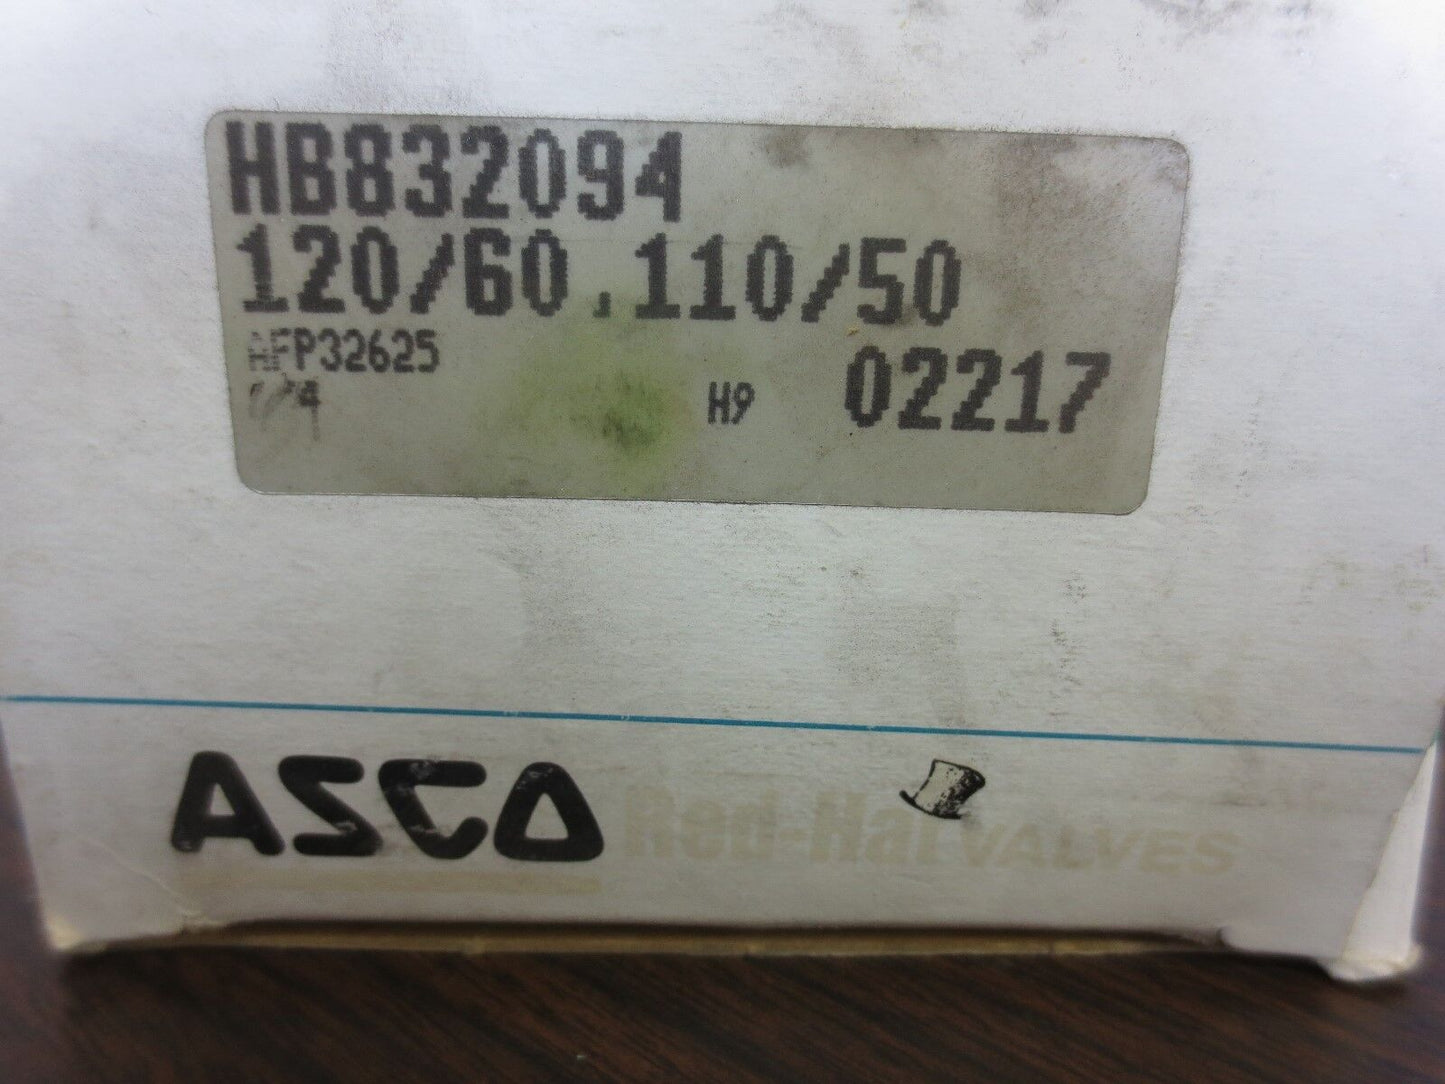 HB832094
120/60,110/50
AFP32625
H9 02217
ASCO Red-Hat VALVES